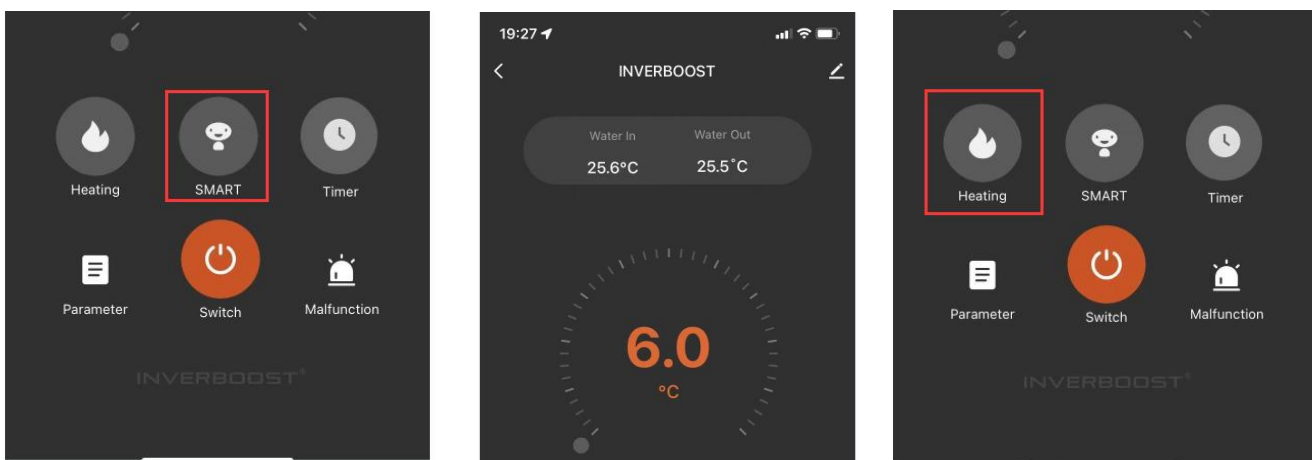 Heating SMART Timer
Parameter Switch Malfunction
INVERBOOST®
19:27
INVERBOOST
Water In Water Out
25.6°C 25.5°C
6.0
°C
Heating SMART Timer
Parameter Switch Malfunction
INVERBOOST®